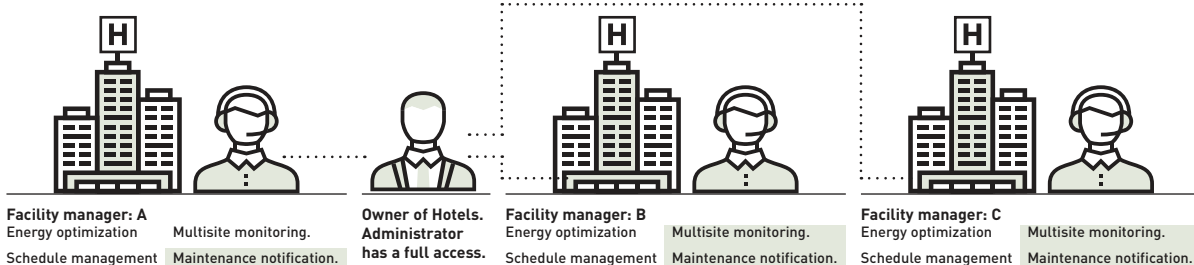 H
H
H
Facility manager: A
Energy optimization
Multisite monitoring.
Schedule management
Maintenance notification.
Owner of Hotels.
Administrator
has a full access.
Facility manager: B
Energy optimization
Multisite monitoring.
Schedule management
Maintenance notification.
Facility manager: C
Energy optimization
Multisite monitoring.
Schedule management
Maintenance notification.